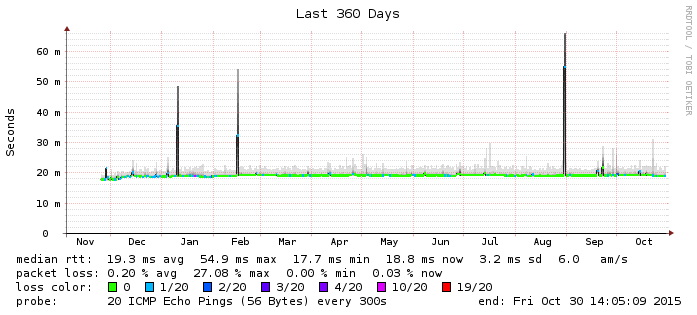 Last 360 Days
RRDTOOL / TOBI OETIKER
Seconds
60 m
50 m
40 m
30 m
20 m
10 m
0
Nov Dec Jan Feb Mar Apr May Jun Jul Aug Sep Oct
median rtt: 19.3 ms avg 54.9 ms max 17.7 ms min 18.8 ms now 3.2 ms sd 6.0 am/s
packet loss: 0.20 % avg 27.08 % max 0.00 % min 0.03 % now
loss color: 0 1/20 2/20 3/20 4/20 10/20 19/20
probe: 20 ICMP Echo Pings (56 Bytes) every 300s end: Fri Oct 30 14:05:09 2015